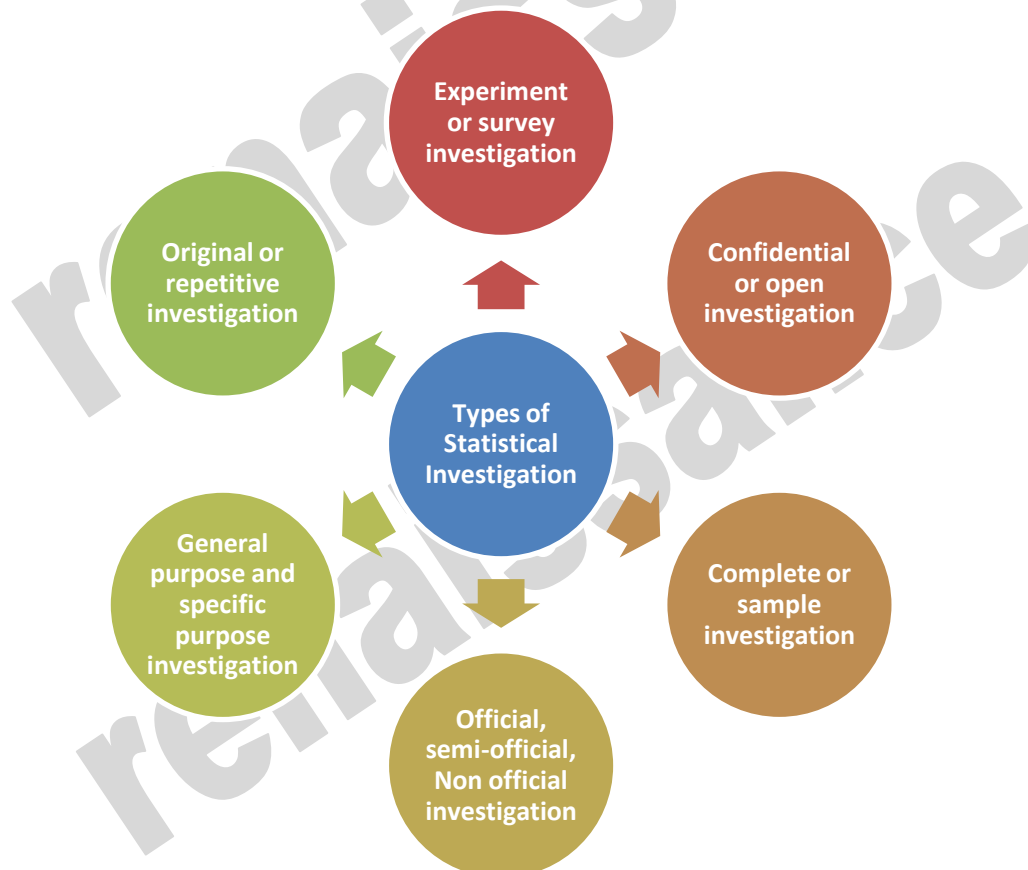 Experiment
or survey
investigation
Confidential
or open
investigation
Complete or
sample
investigation
Official,
semi-official,
Non official
investigation
General
purpose and
specific
purpose
investigation
Original or
repetitive
investigation
Types of
Statistical
Investigation